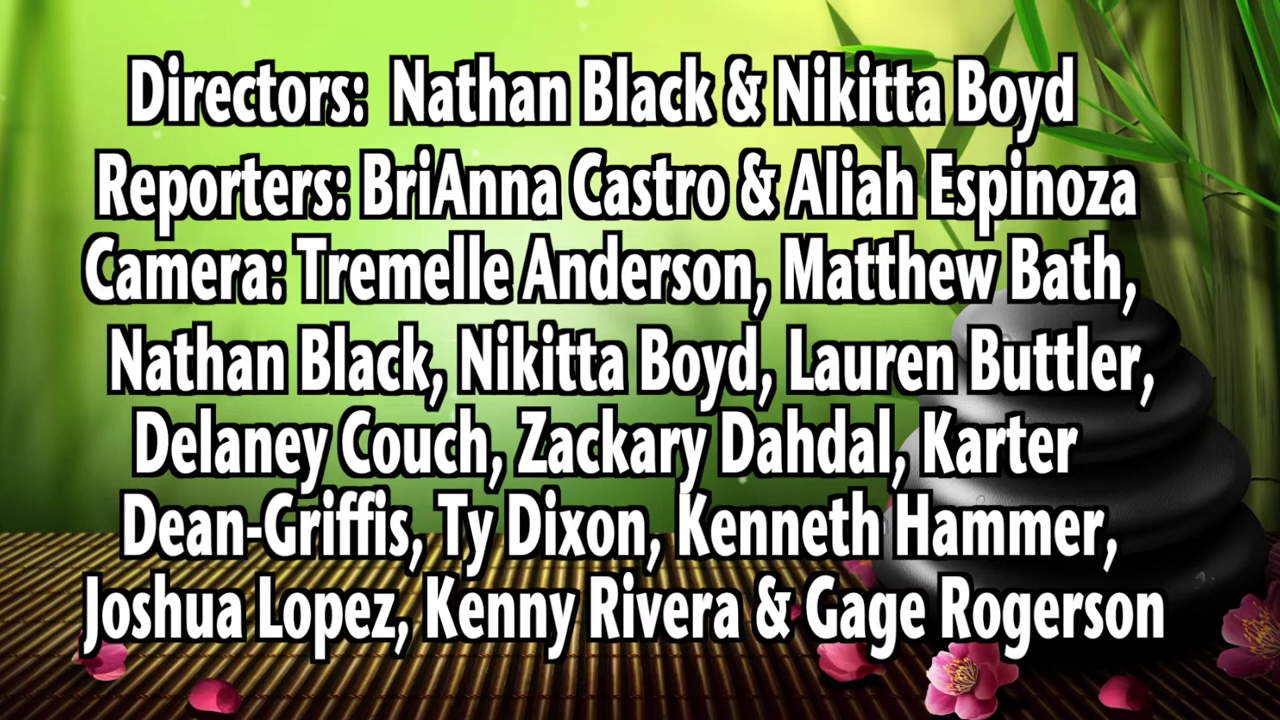 Directors:  Nathan Black & Nikitta Boyd
Reporters: BriAnna Castro & Aliah Espinoza
Camera: Tremelle Anderson, Matthew Bath,
Nathan Black, Nikitta Boyd, Lauren Buttler,
Delaney Couch, Zackary Dahdal, Karter
Dean-Griffis, Ty Dixon, Kenneth Hammer,
Joshua Lopez, Kenny Rivera & Gage Rogerson